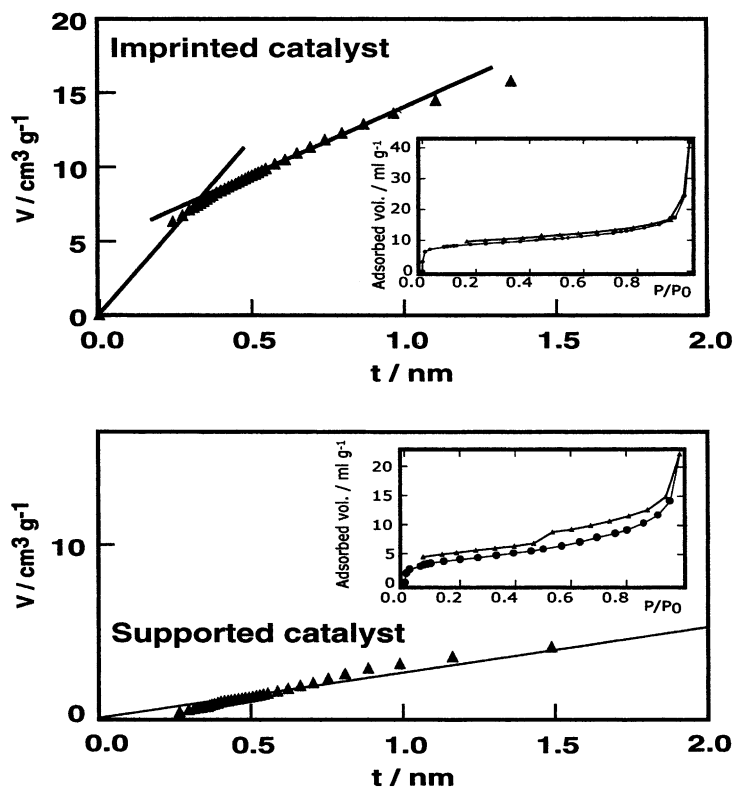 20
Imprinted catalyst
15
10
5
0
V / cm³ g⁻¹
0.0 0.5 1.0 1.5 2.0
t / nm
40
30
20
10
0
Adsorbed vol. / ml g⁻¹
0.0 0.2 0.4 0.6 0.8 P/P0
10
0
V / cm³ g⁻¹
Supported catalyst
0.0 0.5 1.0 1.5 2.0
t / nm
20
15
10
5
0
Adsorbed vol. / ml g⁻¹
0.0 0.2 0.4 0.6 0.8 P/P0